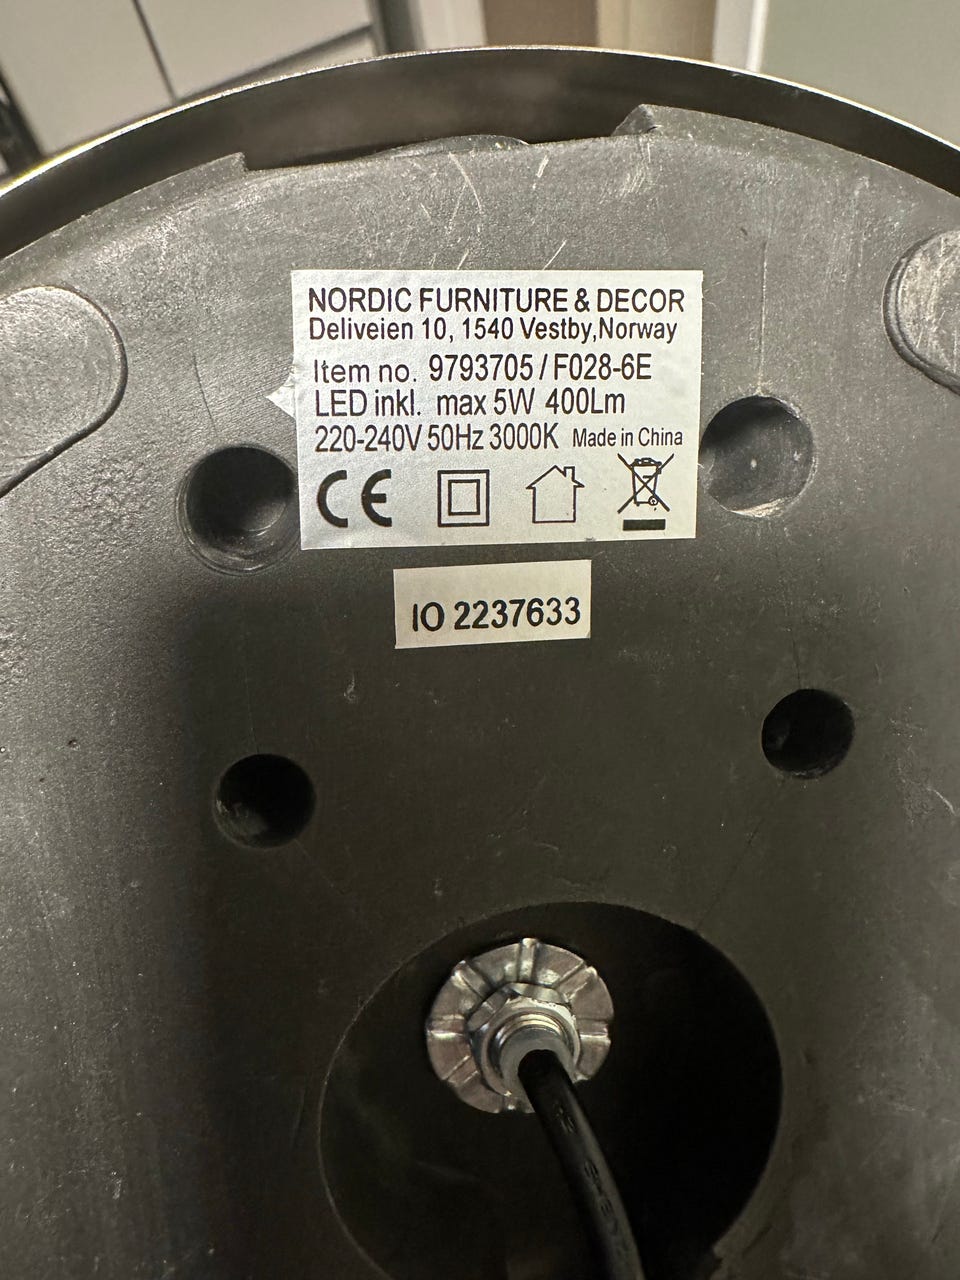 NORDIC FURNITURE & DECOR
Deliveien 10, 1540 Vestby,Norway
Item no. 9793705 / F028-6E
LED inkl. max 5W 400Lm
220-240V 50Hz 3000K Made in China
CE
IO 2237633